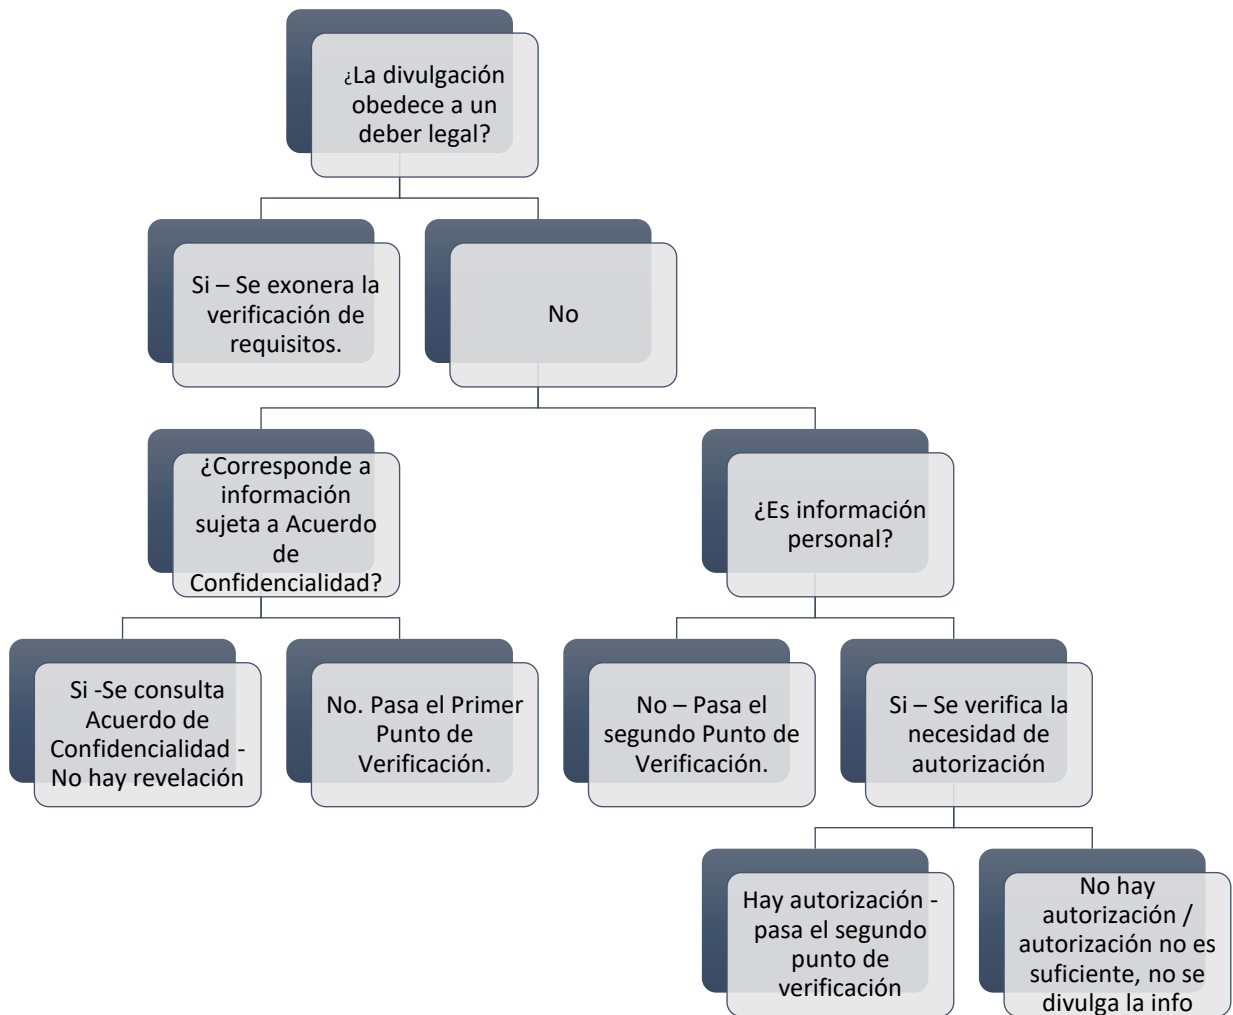 ¿La divulgación
obedece a un
deber legal?
Si – Se exonera la
verificación de
requisitos.
No
¿Corresponde a
información
sujeta a Acuerdo
de
Confidencialidad?
¿Es información
personal?
Si -Se consulta
Acuerdo de
Confidencialidad -
No hay revelación
No. Pasa el Primer
Punto de
Verificación.
No – Pasa el
segundo Punto de
Verificación.
Si – Se verifica la
necesidad de
autorización
Hay autorización -
pasa el segundo
punto de
verificación
No hay
autorización /
autorización no es
suficiente, no se
divulga la info